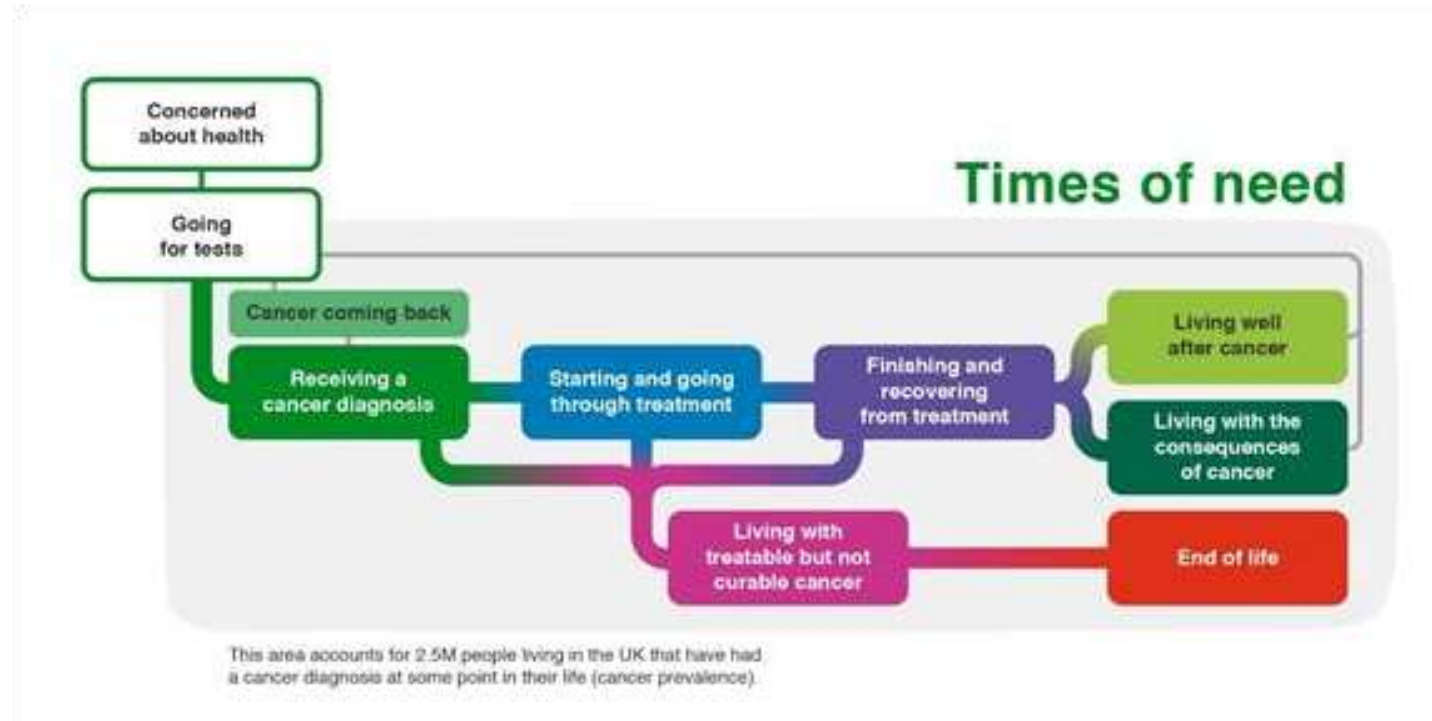 Concerned
about health
Times of need
Going
for tests
Cancer coming back
Receiving a
cancer diagnosis
Starting and going
through treatment
Finishing and
recovering
from treatment
Living well
after cancer
Living with the
consequences
of cancer
Living with
treatable but not
curable cancer
End of life
This area accounts for 2.5M people living in the UK that have had
a cancer diagnosis at some point in their life (cancer prevalence).